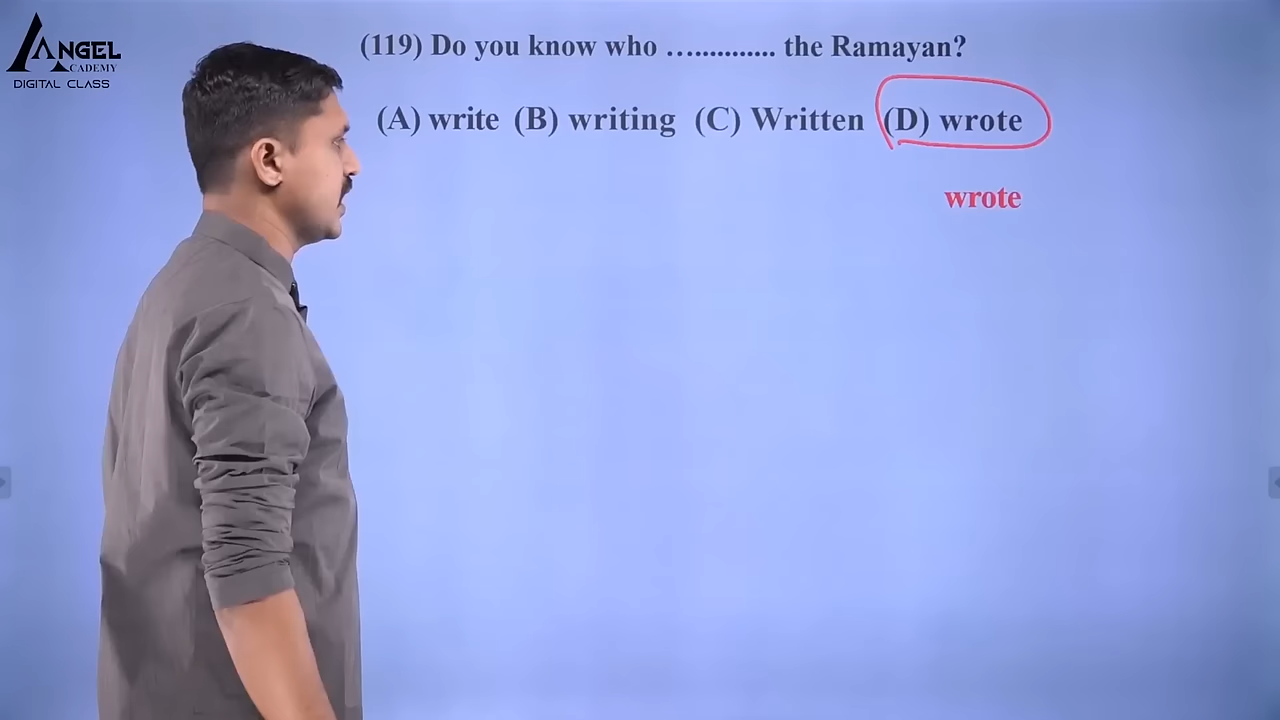 ANGEL
ACADEMY
DIGITAL CLASS
(119) Do you know who .............. the Ramayan?
(A) write (B) writing (C) Written (D) wrote
wrote